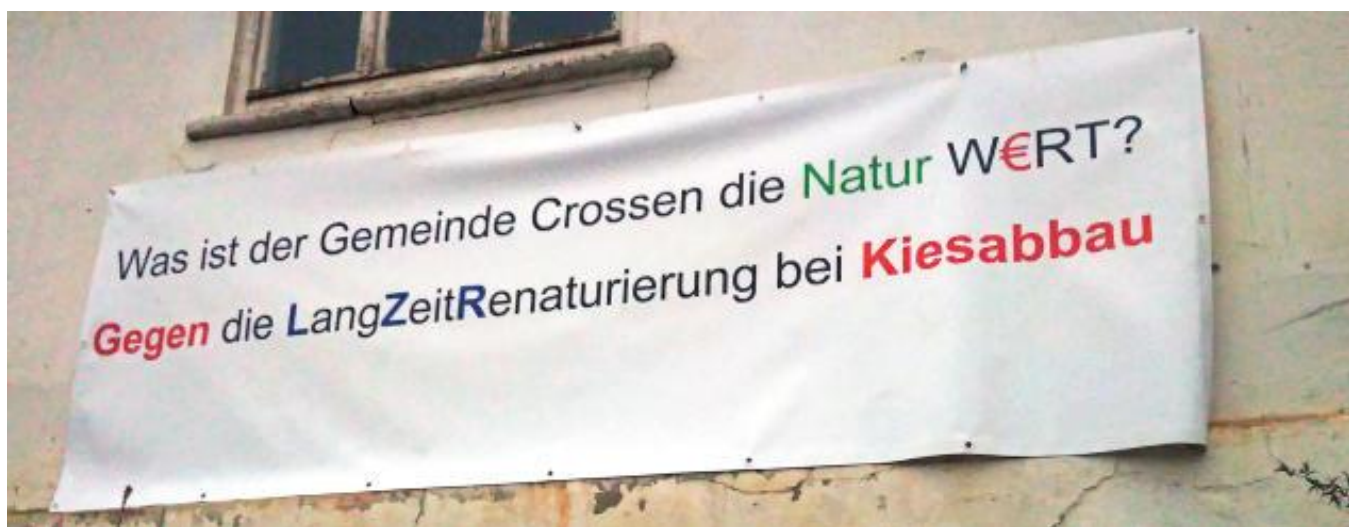 Was ist der Gemeinde Crossen die Natur W€RT?
Gegen die LangZeitRenaturierung bei Kiesabbau